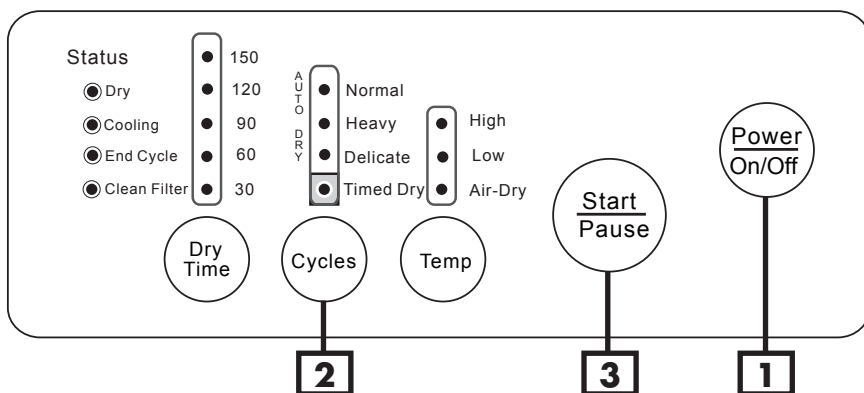 Status
Dry
Cooling
End Cycle
Clean Filter
150
120
90
60
30
Dry
Time
AUTO DRY
Normal
Heavy
Delicate
Timed Dry
Cycles
High
Low
Air-Dry
Temp
Start
Pause
Power
On/Off
2
3
1